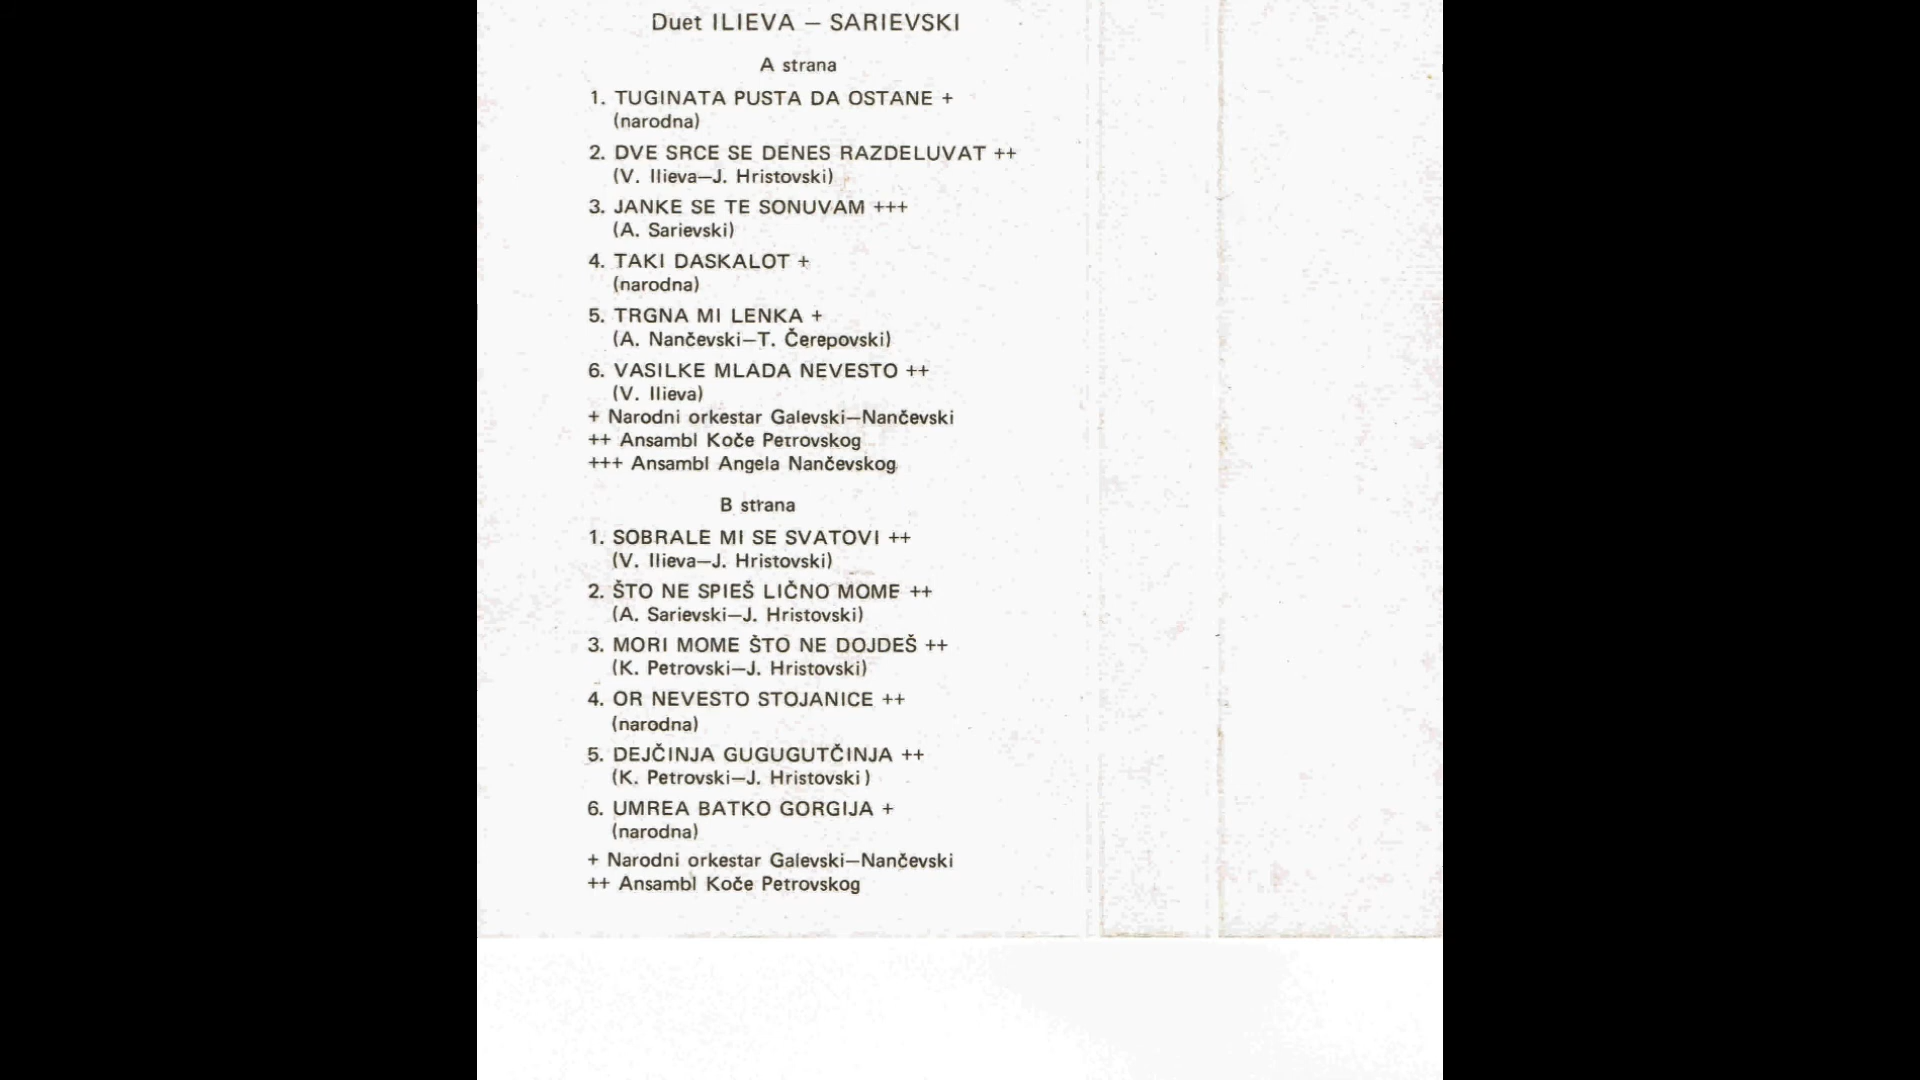 Duet ILIEVA – SARIEVSKI
A strana
1. TUGINATA PUSTA DA OSTANE +
(narodna)
2. DVE SRCE SE DENES RAZDELUVAT ++
(V. Ilieva–J. Hristovski)
3. JANKE SE TE SONUVAM +++
(A. Sarievski)
4. TAKI DASKALOT +
(narodna)
5. TRGNA MI LENKA +
(A. Nančevski–T. Čerepovski)
6. VASILKE MLADA NEVESTO ++
(V. Ilieva)
+ Narodni orkestar Galevski–Nančevski
++ Ansambl Koče Petrovskog
+++ Ansambl Angela Nančevskog
B strana
1. SOBRALE MI SE SVATOVI ++
(V. Ilieva–J. Hristovski)
2. ŠTO NE SPIEŠ LIČNO MOME ++
(A. Sarievski–J. Hristovski)
3. MORI MOME ŠTO NE DOJDEŠ ++
(K. Petrovski–J. Hristovski)
4. OR NEVESTO STOJANICE ++
(narodna)
5. DEJČINJA GUGUGUTČINJA ++
(K. Petrovski–J. Hristovski)
6. UMREA BATKO GORGIJA +
(narodna)
+ Narodni orkestar Galevski–Nančevski
++ Ansambl Koče Petrovskog